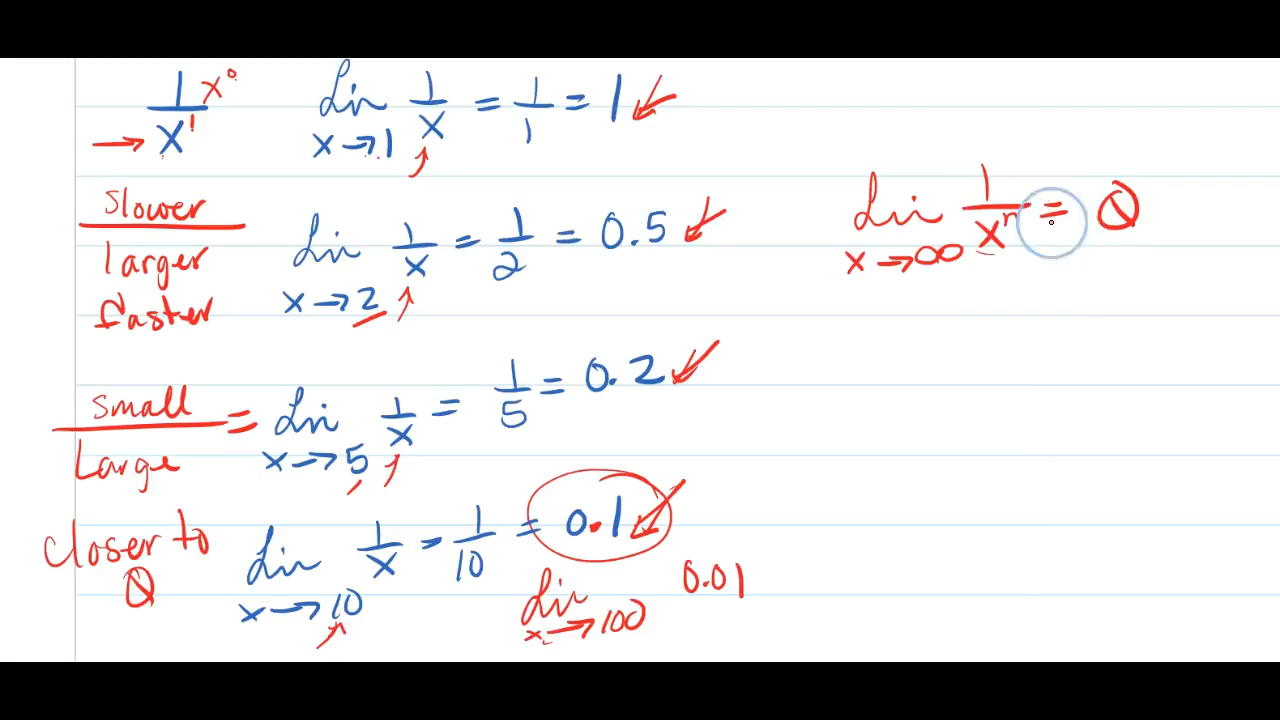 1/x¹ x⁰ Lim x→1 1/x = 1/1 = 1
slower/larger faster Lim x→2 1/x = 1/2 = 0.5
Lim x→∞ 1/xⁿ = 0
small/Large = Lim x→5 1/x = 1/5 = 0.2
closer to 0 Lim x→10 1/x = 1/10 = 0.1
Lim x→100 0.01